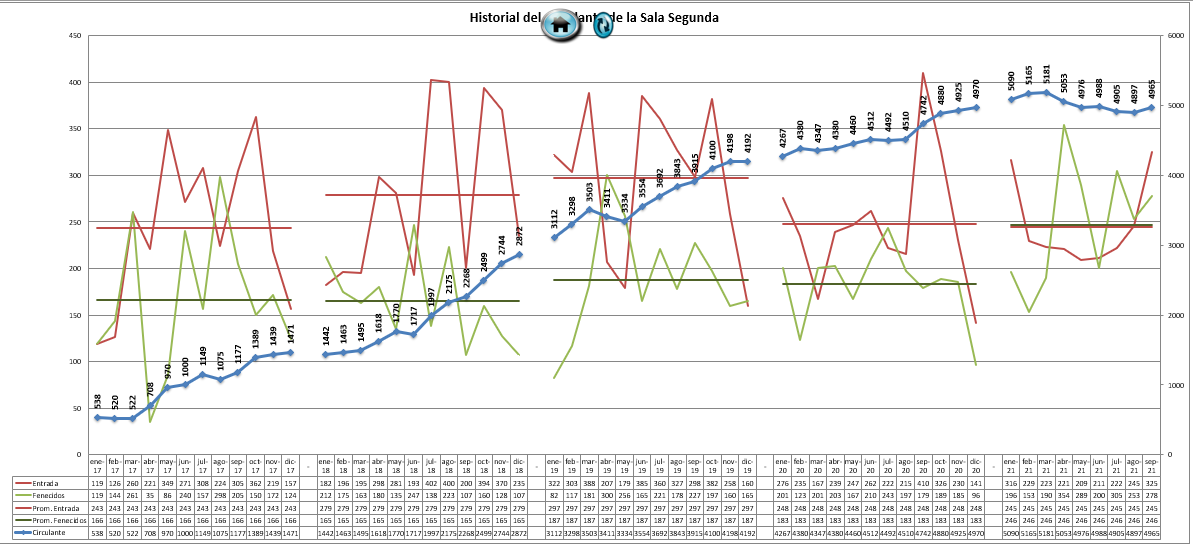 Historial del de la Sala Segunda
450
400
350
300
250
200
150
100
50
0
6000
5000
4000
3000
2000
1000
0
538 520 522 708 970 1000 1149 1075 1177 1389 1439 1471 1442 1463 1495 1618 1770 1717 1997 2175 2268 2499 2744 2872 3112 3298 3503 3411 3334 3554 3692 3843 3915 4100 4198 4192 4267 4380 4347 4380 4460 4512 4492 4510 4742 4880 4925 4970 5090 5165 5181 5053 4976 4988 4905 4897 4965
ene- feb- mar- abr- may- jun- jul- ago- sep- oct- nov- dic- ene- feb- mar- abr- may- jun- jul- ago- sep- oct- nov- dic- ene- feb- mar- abr- may- jun- jul- ago- sep- oct- nov- dic- ene- feb- mar- abr- may- jun- jul- ago- sep- oct- nov- dic- ene- feb- mar- abr- may- jun- jul- ago- sep-
17 17 17 17 17 17 17 17 17 17 17 17 - 18 18 18 18 18 18 18 18 18 18 18 18 - 19 19 19 19 19 19 19 19 19 19 19 19 - 20 20 20 20 20 20 20 20 20 20 20 20 - 21 21 21 21 21 21 21 21 21
Entrada 119 126 260 221 349 271 308 224 305 362 219 157 182 196 195 298 281 193 402 400 200 394 370 235 322 303 388 207 179 385 360 327 298 382 258 160 276 235 167 239 247 262 222 215 410 326 230 141 316 229 223 221 209 211 222 245 325
Fenecidos 119 144 261 35 86 240 157 298 205 150 172 124 212 175 163 180 135 247 138 223 107 160 128 107 82 117 181 300 256 165 221 178 227 197 160 165 201 123 201 203 167 210 243 197 179 189 185 96 196 153 190 354 289 200 305 253 278
Prom. Entrada 243 243 243 243 243 243 243 243 243 243 243 243 279 279 279 279 279 279 279 279 279 279 279 279 297 297 297 297 297 297 297 297 297 297 297 297 248 248 248 248 248 248 248 248 248 248 248 248 245 245 245 245 245 245 245 245 245
Prom. Fenecidos 166 166 166 166 166 166 166 166 166 166 166 166 165 165 165 165 165 165 165 165 165 165 165 165 187 187 187 187 187 187 187 187 187 187 187 187 183 183 183 183 183 183 183 183 183 183 183 183 246 246 246 246 246 246 246 246 246
Circulante 538 520 522 708 970 1000 1149 1075 1177 1389 1439 1471 1442 1463 1495 1618 1770 1717 1997 2175 2268 2499 2744 2872 3112 3298 3503 3411 3334 3554 3692 3843 3915 4100 4198 4192 4267 4380 4347 4380 4460 4512 4492 4510 4742 4880 4925 4970 5090 5165 5181 5053 4976 4988 4905 4897 4965